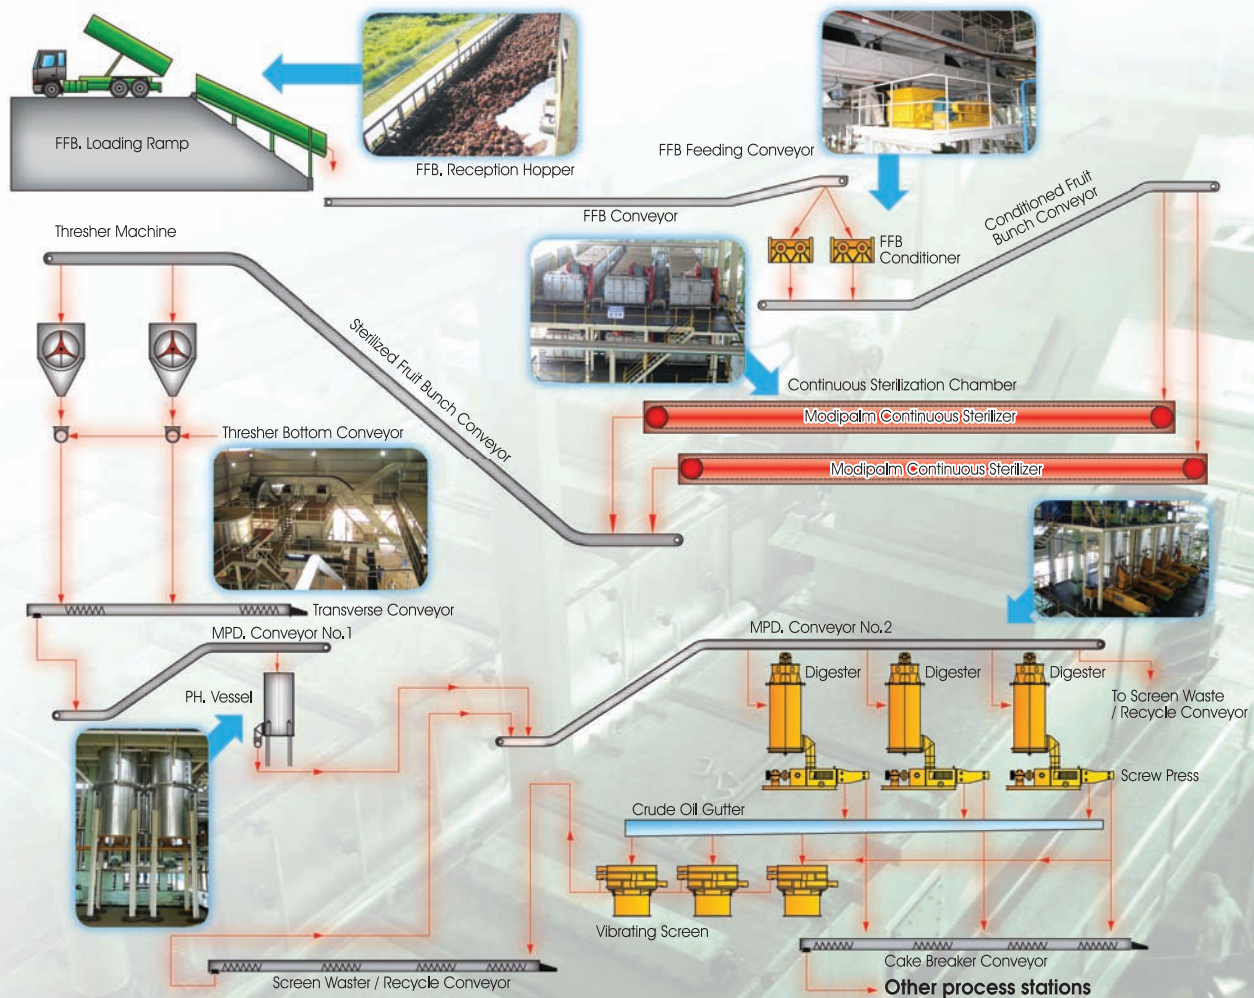 FFB. Loading Ramp
FFB. Reception Hopper
FFB Feeding Conveyor
FFB Conveyor
Conditioned Fruit
Bunch Conveyor
FFB
Conditioner
Thresher Machine
Sterilized Fruit Bunch Conveyor
Continuous Sterilization Chamber
Modipalm Continuous Sterilizer
Modipalm Continuous Sterilizer
Thresher Bottom Conveyor
Transverse Conveyor
MPD. Conveyor No.1
MPD. Conveyor No.2
PH. Vessel
Digester
Digester
Digester
To Screen Waste
/ Recycle Conveyor
Screw Press
Crude Oil Gutter
Vibrating Screen
Cake Breaker Conveyor
Screen Waster / Recycle Conveyor
Other process stations